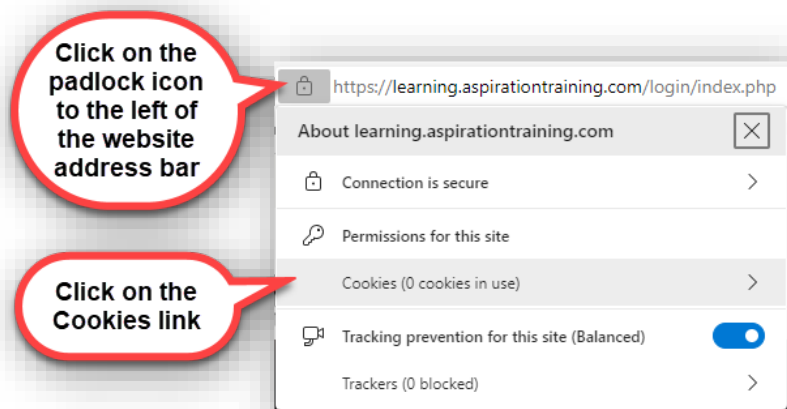 Click on the
padlock icon
to the left of
the website
address bar
https://learning.aspirationtraining.com/login/index.php
About learning.aspirationtraining.com
Connection is secure
Permissions for this site
Cookies (0 cookies in use)
Click on the
Cookies link
Tracking prevention for this site (Balanced)
Trackers (0 blocked)